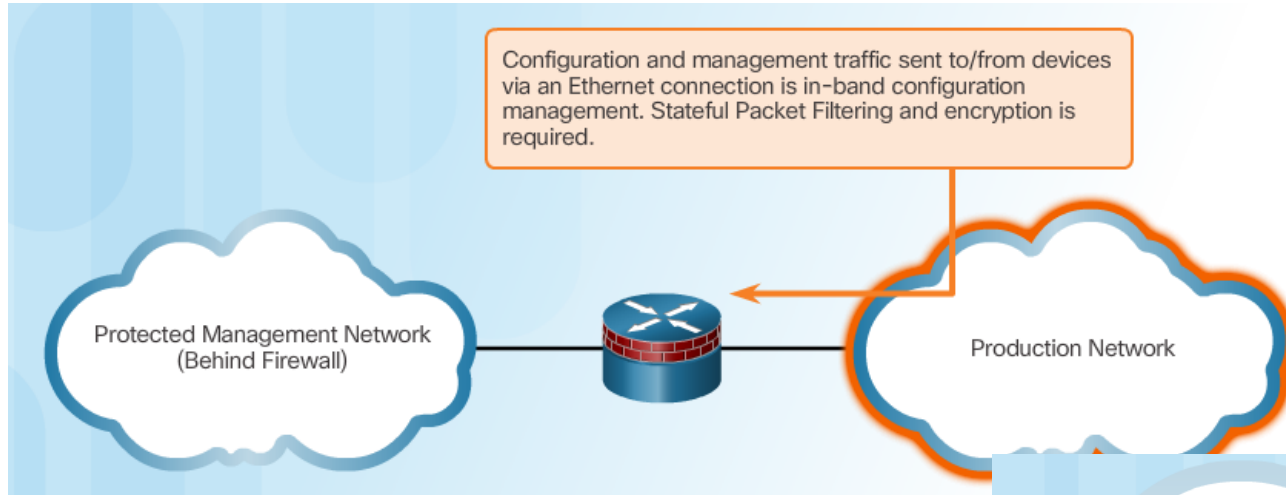 Configuration and management traffic sent to/from devices
via an Ethernet connection is in-band configuration
management. Stateful Packet Filtering and encryption is
required.
Protected Management Network
(Behind Firewall)
Production Network